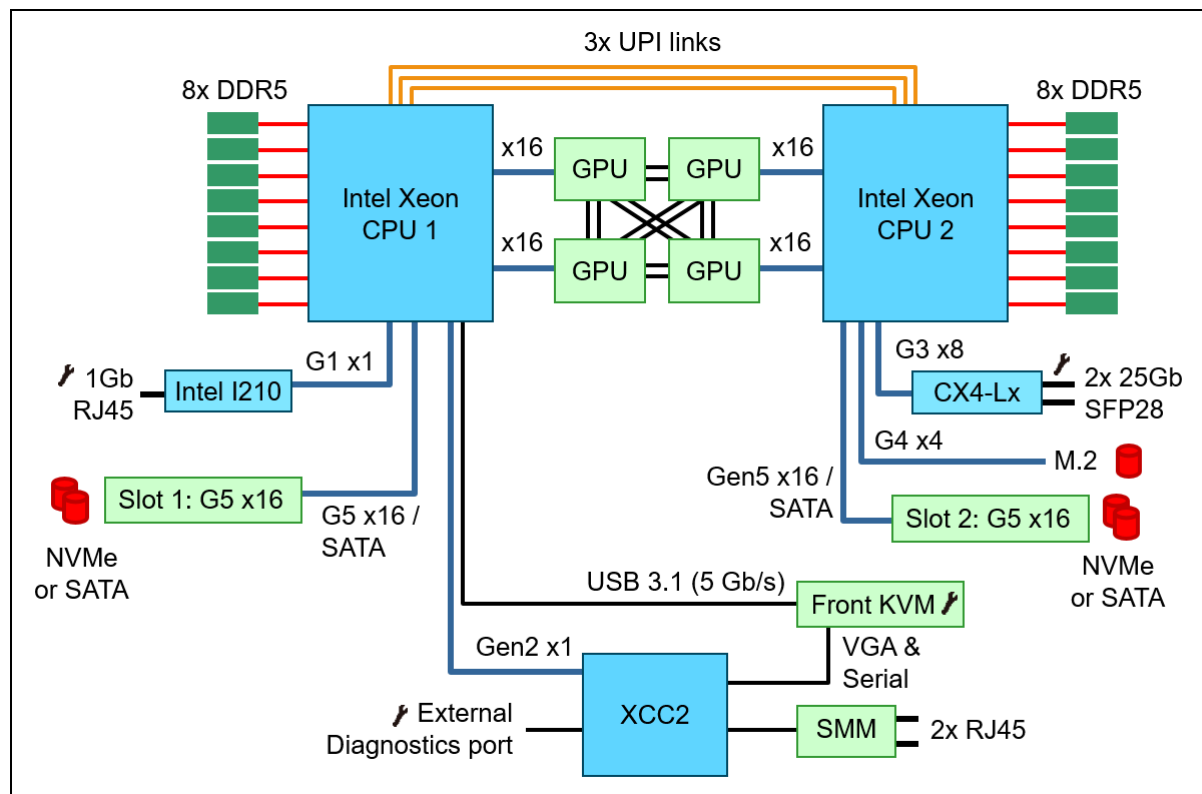 3x UPI links
8x DDR5
8x DDR5
Intel Xeon
CPU 1
x16
GPU
GPU
x16
Intel Xeon
CPU 2
x16
GPU
GPU
x16
G1 x1
G3 x8
1Gb
RJ45
Intel I210
CX4-Lx
2x 25Gb
SFP28
G4 x4
M.2
Slot 1: G5 x16
G5 x16 /
SATA
Gen5 x16 /
SATA
Slot 2: G5 x16
NVMe
or SATA
NVMe
or SATA
USB 3.1 (5 Gb/s)
Front KVM
Gen2 x1
VGA &
Serial
External
Diagnostics port
XCC2
SMM
2x RJ45